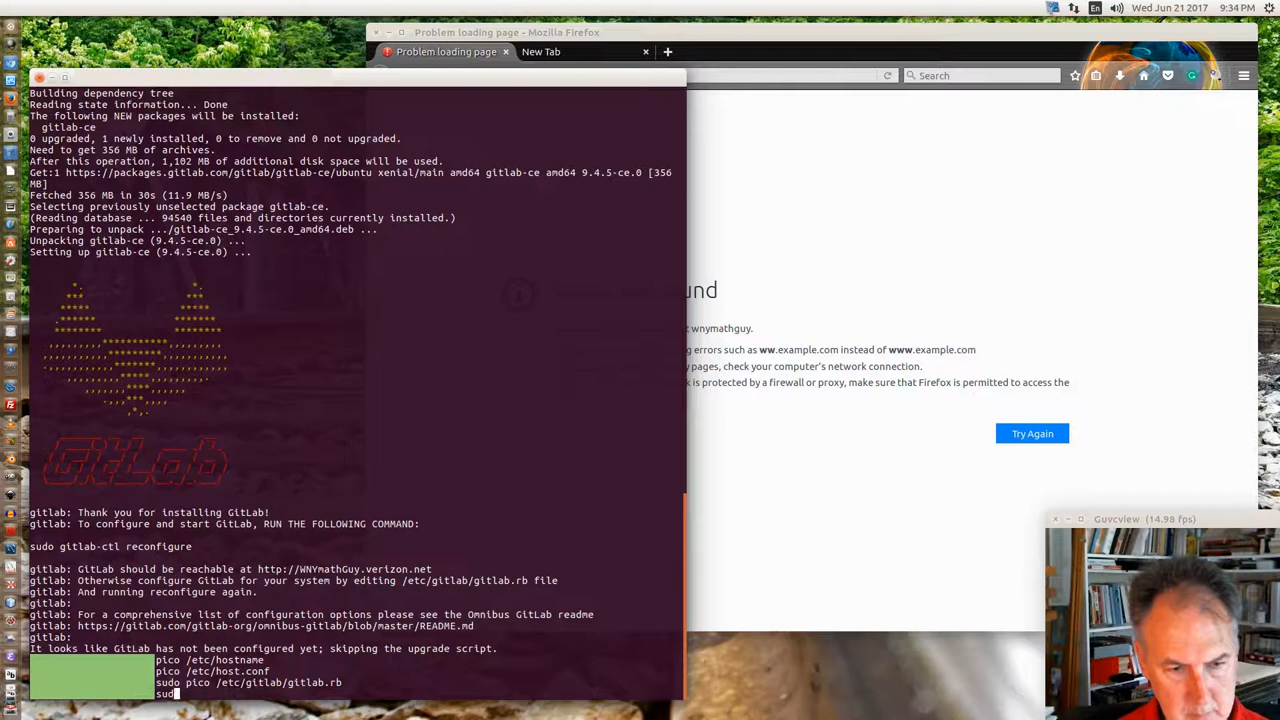 En
Wed Jun 21 2017
9:34 PM
Problem loading page - Mozilla Firefox
Problem loading page
New Tab
Search
Building dependency tree
Reading state information... Done
The following NEW packages will be installed:
gitlab-ce
0 upgraded, 1 newly installed, 0 to remove and 0 not upgraded.
Need to get 356 MB of archives.
After this operation, 1,102 MB of additional disk space will be used.
Get:1 https://packages.gitlab.com/gitlab/gitlab-ce/ubuntu xenial/main amd64 gitlab-ce amd64 9.4.5-ce.0 [356
MB]
Fetched 356 MB in 30s (11.9 MB/s)
Selecting previously unselected package gitlab-ce.
(Reading database ... 94540 files and directories currently installed.)
Preparing to unpack .../gitlab-ce_9.4.5-ce.0_amd64.deb ...
Unpacking gitlab-ce (9.4.5-ce.0) ...
Setting up gitlab-ce (9.4.5-ce.0) ...
GitLab
gitlab: Thank you for installing GitLab!
gitlab: To configure and start GitLab, RUN THE FOLLOWING COMMAND:
sudo gitlab-ctl reconfigure
gitlab: GitLab should be reachable at http://WNYmathGuy.verizon.net
gitlab: Otherwise configure GitLab for your system by editing /etc/gitlab/gitlab.rb file
gitlab: And running reconfigure again.
gitlab:
gitlab: For a comprehensive list of configuration options please see the Omnibus GitLab readme
gitlab: https://gitlab.com/gitlab-org/omnibus-gitlab/blob/master/README.md
gitlab:
It looks like GitLab has not been configured yet; skipping the upgrade script.
pico /etc/hostname
pico /etc/host.conf
sudo pico /etc/gitlab/gitlab.rb
sud
und
t wnymathguy.
g errors such as ww.example.com instead of www.example.com
y pages, check your computer's network connection.
k is protected by a firewall or proxy, make sure that Firefox is permitted to access the
Try Again
Guvcview (14.98 fps)